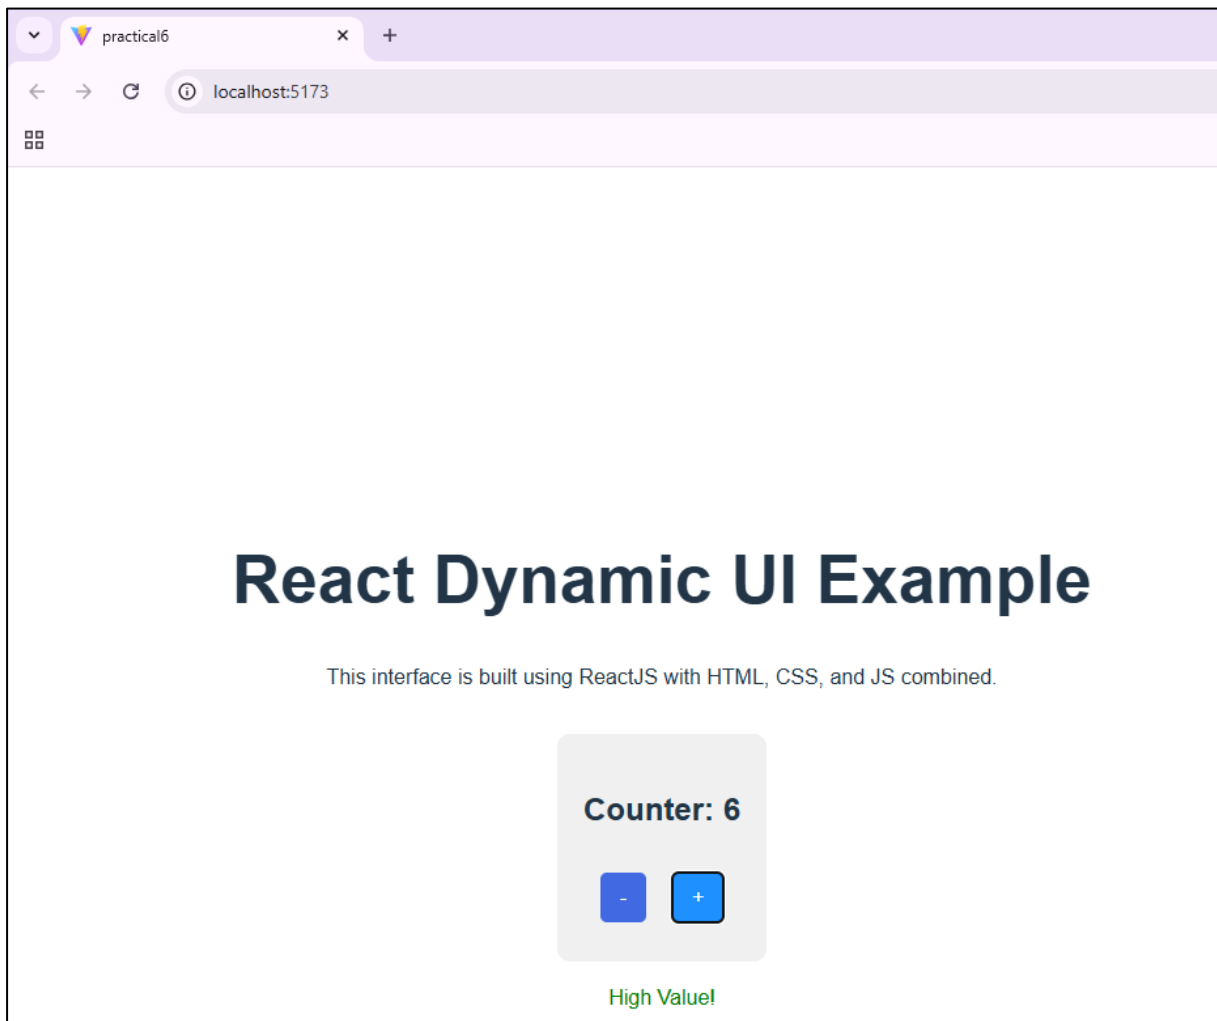 practical6
localhost:5173
React Dynamic UI Example
This interface is built using ReactJS with HTML, CSS, and JS combined.
Counter: 6
- +
High Value!